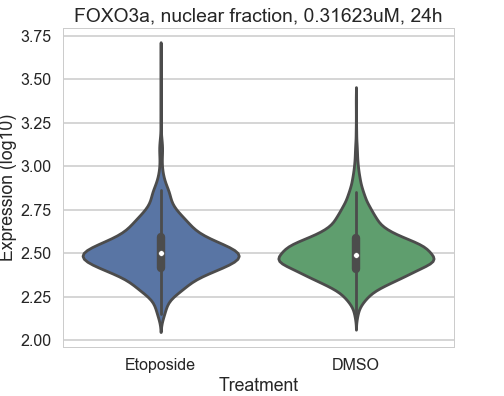 FOXO3a, nuclear fraction, 0.31623uM, 24h
3.75
3.50
3.25
3.00
2.75
2.50
2.25
2.00
Expression (log10)
Etoposide DMSO
Treatment